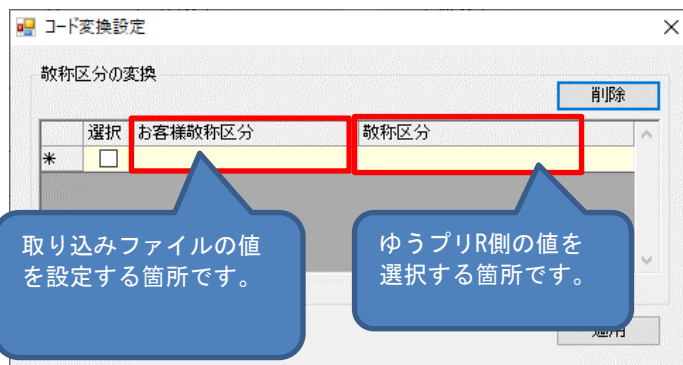 コード変換設定
敬称区分の変換
削除
選択 お客様敬称区分 敬称区分
*
取り込みファイルの値
を設定する箇所です。
ゆうプリR側の値を
選択する箇所です。
適用